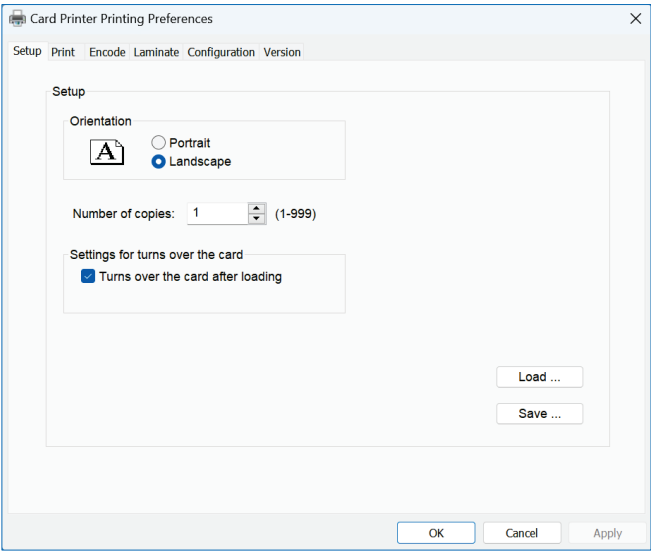 Card Printer Printing Preferences
Setup Print Encode Laminate Configuration Version
Setup
Orientation
A
Portrait
Landscape
Number of copies: 1 (1-999)
Settings for turns over the card
Turns over the card after loading
Load ...
Save ...
OK Cancel Apply